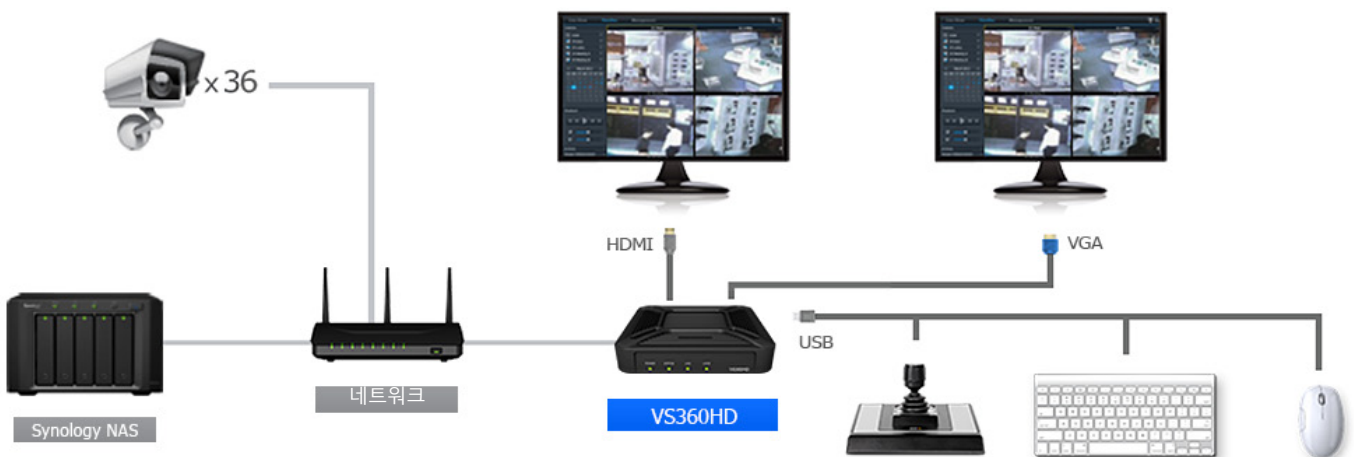 x 36
HDMI
VGA
USB
네트워크
VS360HD
Synology NAS